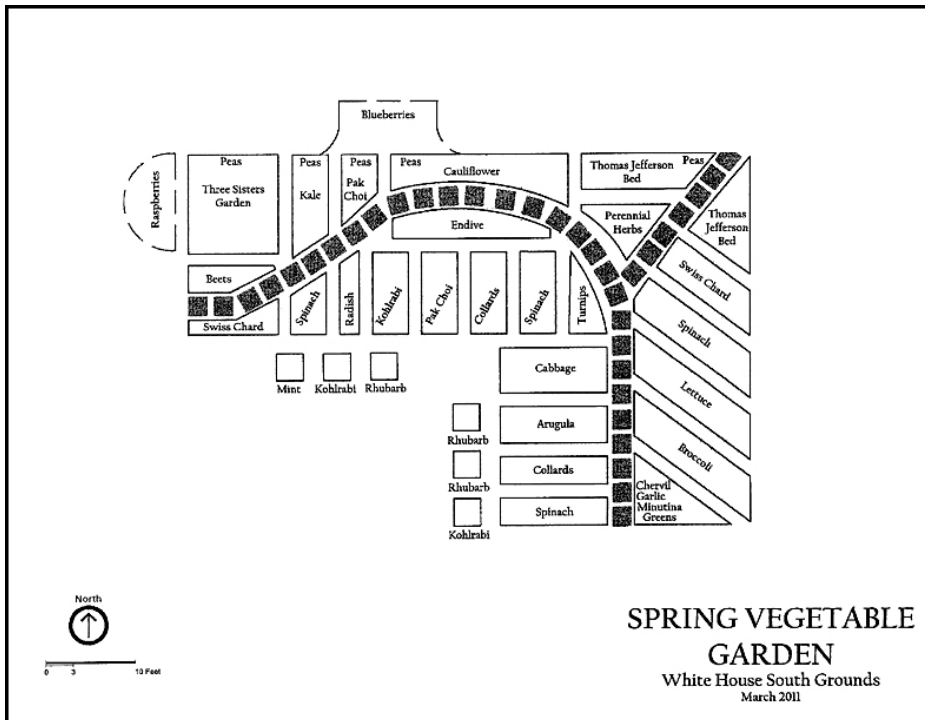 Blueberries
Raspberries
Peas
Three Sisters
Garden
Peas
Kale
Peas
Pak
Choi
Peas
Cauliflower
Thomas Jefferson
Bed
Peas
Perennial
Herbs
Thomas
Jefferson
Bed
Endive
Beets
Swiss Chard
Spinach
Radish
Kohlrabi
Pak Choi
Collards
Spinach
Turnips
Swiss Chard
Spinach
Lettuce
Broccoli
Chervil
Garlic
Minutina
Greens
Mint
Kohlrabi
Rhubarb
Cabbage
Rhubarb
Arugula
Rhubarb
Collards
Kohlrabi
Spinach
North
0 3 10 Feet
SPRING VEGETABLE
GARDEN
White House South Grounds
March 2011